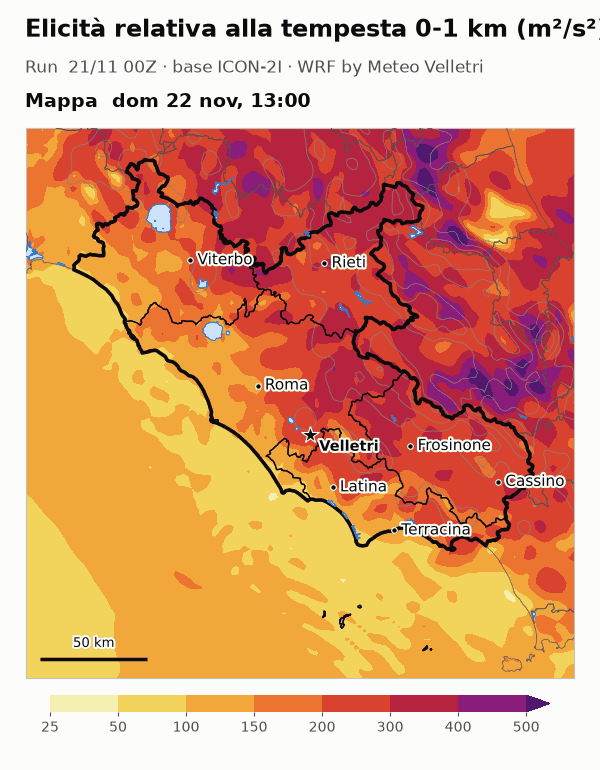 Elicità relativa alla tempesta 0-1 km (m²/s²)
Run 21/11 00Z · base ICON-2I · WRF by Meteo Velletri
Mappa dom 22 nov, 13:00
Viterbo
Rieti
Roma
Velletri
Frosinone
Cassino
Latina
Terracina
50 km
25 50 100 150 200 300 400 500